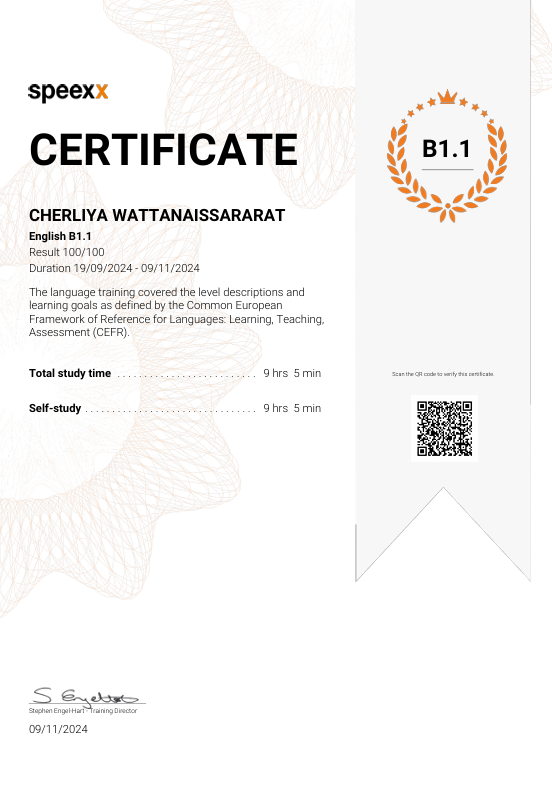 speexx
CERTIFICATE
CHERLIYA WATTANAISSARARAT
English B1.1
Result 100/100
Duration 19/09/2024 - 09/11/2024
The language training covered the level descriptions and
learning goals as defined by the Common European
Framework of Reference for Languages: Learning, Teaching,
Assessment (CEFR).
Total study time . . . . . . . . . . . . . . . . . . . . . . . . . . 9 hrs 5 min
Self-study . . . . . . . . . . . . . . . . . . . . . . . . . . . . . . . . 9 hrs 5 min
B1.1
Scan the QR code to verify this certificate.
Stephen Engel-Hart - Training Director
09/11/2024